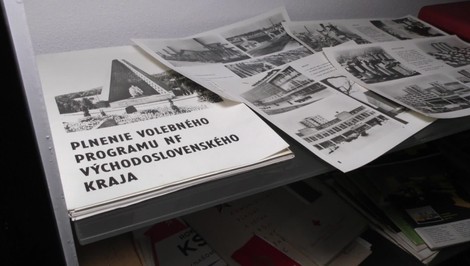 PLNENIE VOLEBNÉHO
PROGRAMU NF
VÝCHODOSLOVENSKÉHO
KRAJA